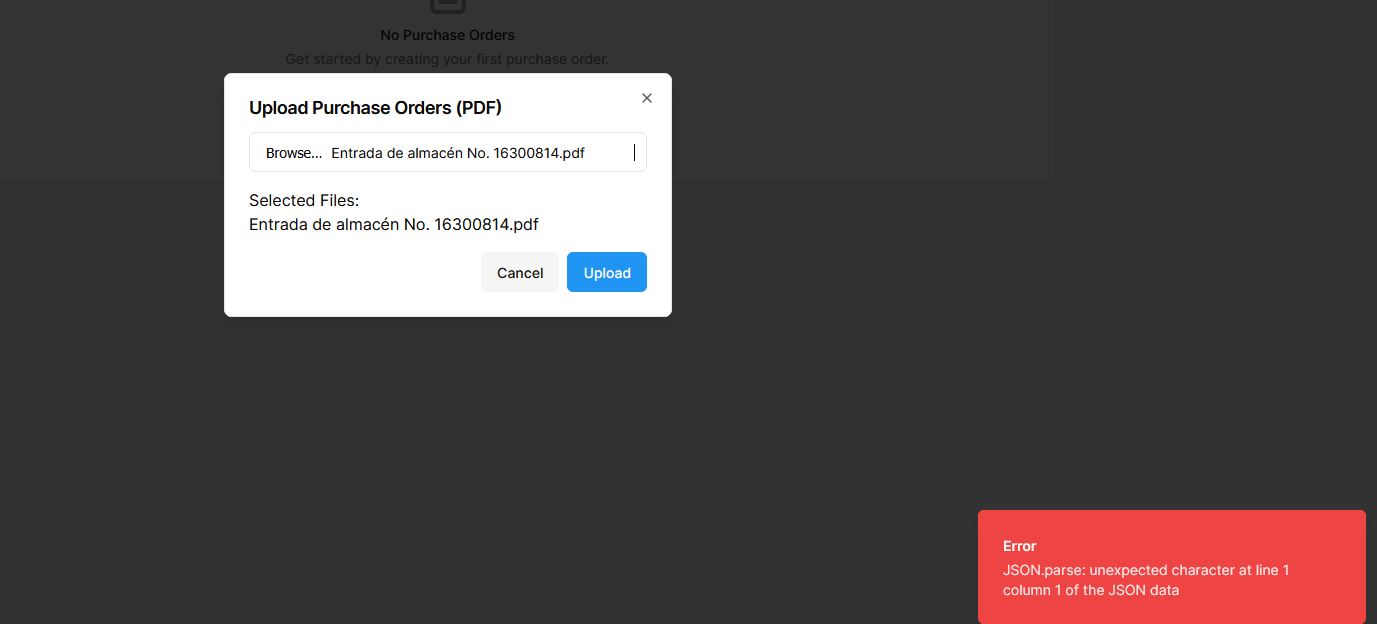 No Purchase Orders
Get started by creating your first purchase order.
Upload Purchase Orders (PDF)
Browse... Entrada de almacén No. 16300814.pdf
Selected Files:
Entrada de almacén No. 16300814.pdf
Cancel
Upload
Error
JSON.parse: unexpected character at line 1
column 1 of the JSON data